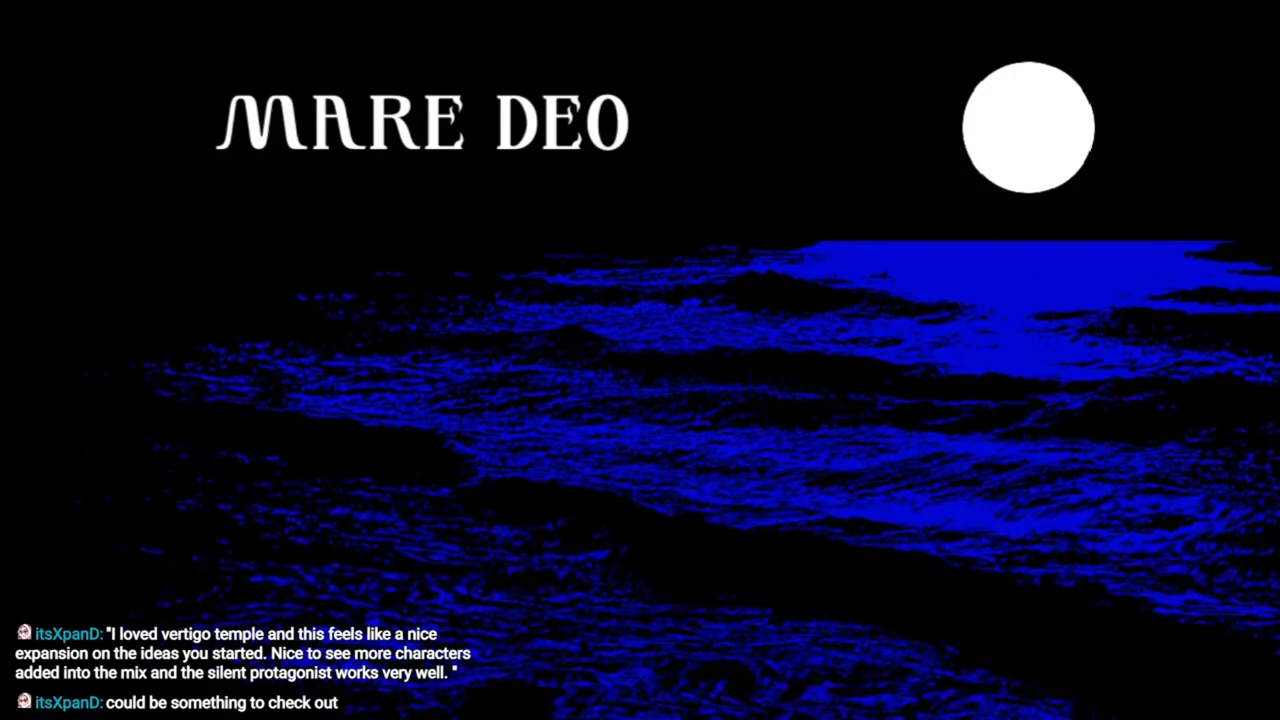 MARE DEO
itsXpanD: "I loved vertigo temple and this feels like a nice
expansion on the ideas you started. Nice to see more characters
added into the mix and the silent protagonist works very well. "
itsXpanD: could be something to check out